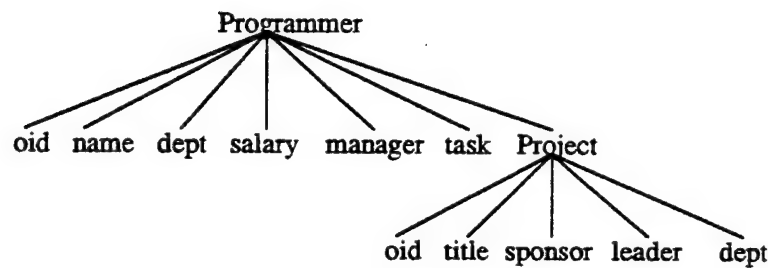 Programmer
oid name dept salary manager task Project
oid title sponsor leader dept